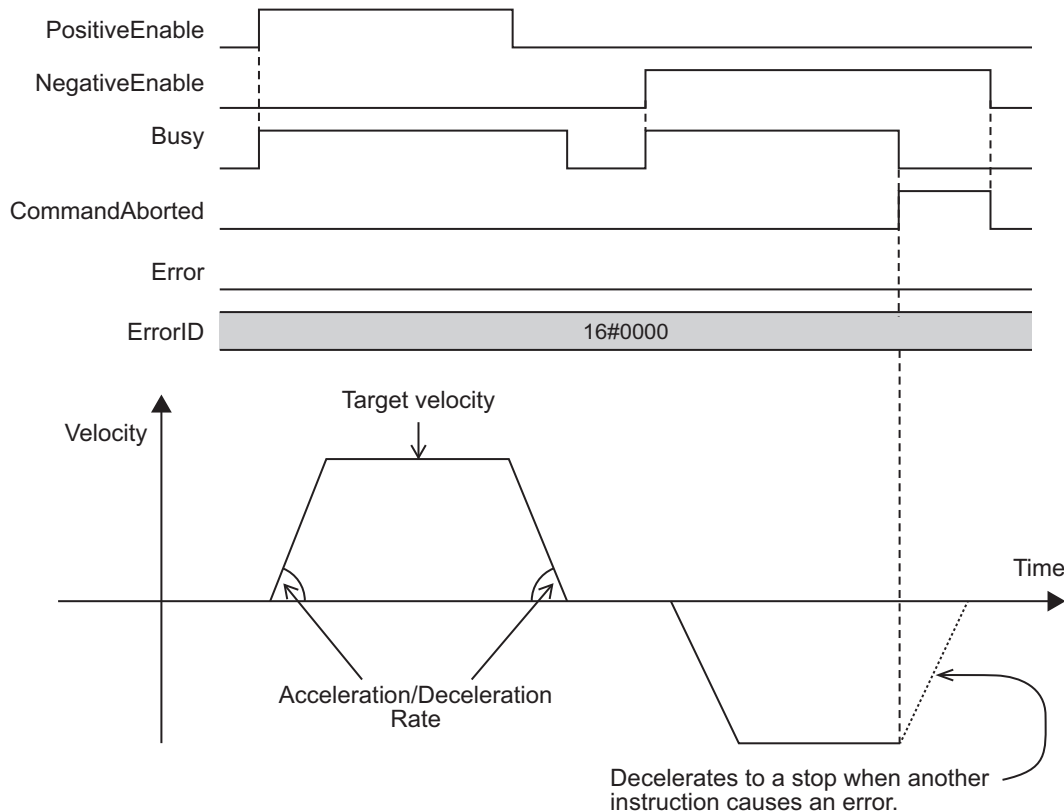 PositiveEnable
NegativeEnable
Busy
CommandAborted
Error
ErrorID
16#0000
Target velocity
Velocity
Time
Acceleration/Deceleration
Rate
Decelerates to a stop when another
instruction causes an error.